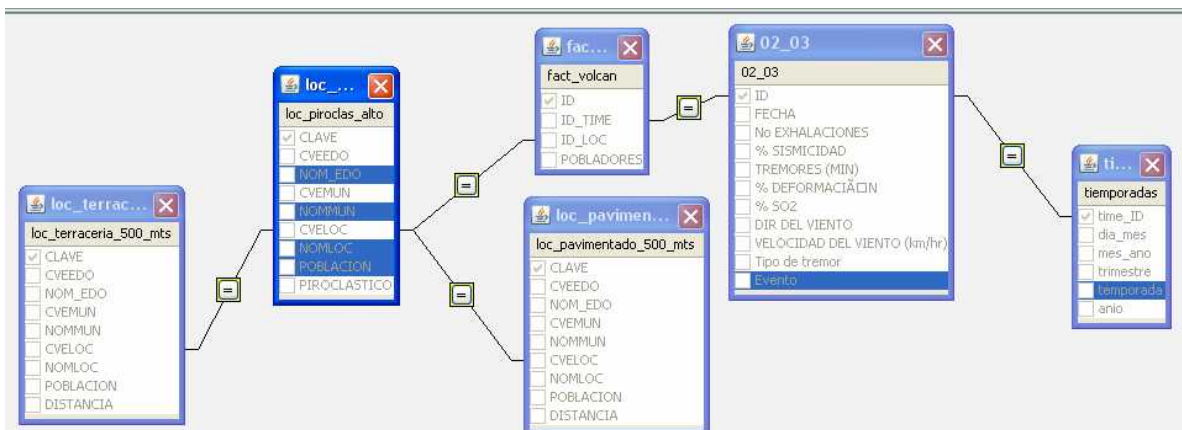 loc_terrac...
loc_terraceria_500_mts
CLAVE
CVEEDO
NOM_EDO
CVEMUN
NOMMUN
CVELOC
NOMLOC
POBLACION
DISTANCIA
=
loc_...
loc_piroclas_alto
CLAVE
CVEEDO
NOM_EDO
CVEMUN
NOMMUN
CVELOC
NOMLOC
POBLACION
PIROCLASTICO
=
=
fac...
fact_volcan
ID
ID_TIME
ID_LOC
POBLADORES
loc_pavimen...
loc_pavimentado_500_mts
CLAVE
CVEEDO
NOM_EDO
CVEMUN
NOMMUN
CVELOC
NOMLOC
POBLACION
DISTANCIA
=
02_03
02_03
ID
FECHA
No EXHALACIONES
% SISMICIDAD
TREMORES (MIN)
% DEFORMACIÃ□N
% SO2
DIR DEL VIENTO
VELOCIDAD DEL VIENTO (km/hr)
Tipo de tremor
Evento
=
ti...
tiemporadas
time_ID
dia_mes
mes_ano
trimestre
temporada
anio